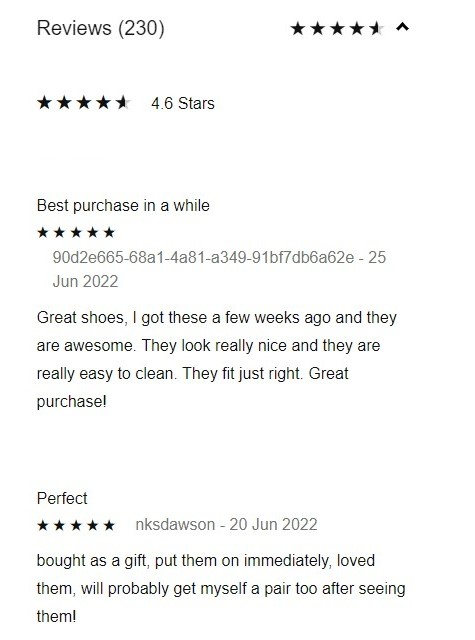 Reviews (230)
4.6 Stars
Best purchase in a while
90d2e665-68a1-4a81-a349-91bf7db6a62e - 25
Jun 2022
Great shoes, I got these a few weeks ago and they
are awesome. They look really nice and they are
really easy to clean. They fit just right. Great
purchase!
Perfect
nksdawson - 20 Jun 2022
bought as a gift, put them on immediately, loved
them, will probably get myself a pair too after seeing
them!